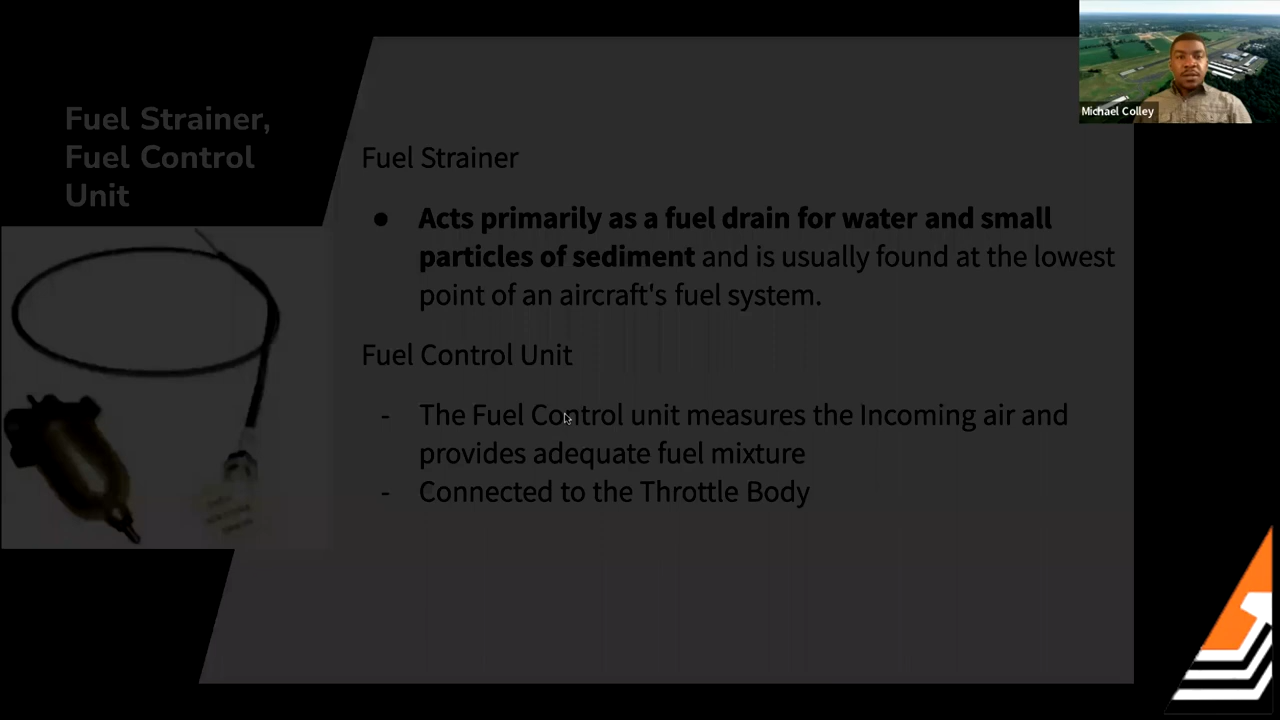 Fuel Strainer,
Fuel Control
Unit
Fuel Strainer
● Acts primarily as a fuel drain for water and small
particles of sediment and is usually found at the lowest
point of an aircraft's fuel system.
Fuel Control Unit
- The Fuel Control unit measures the Incoming air and
provides adequate fuel mixture
- Connected to the Throttle Body
Michael Colley